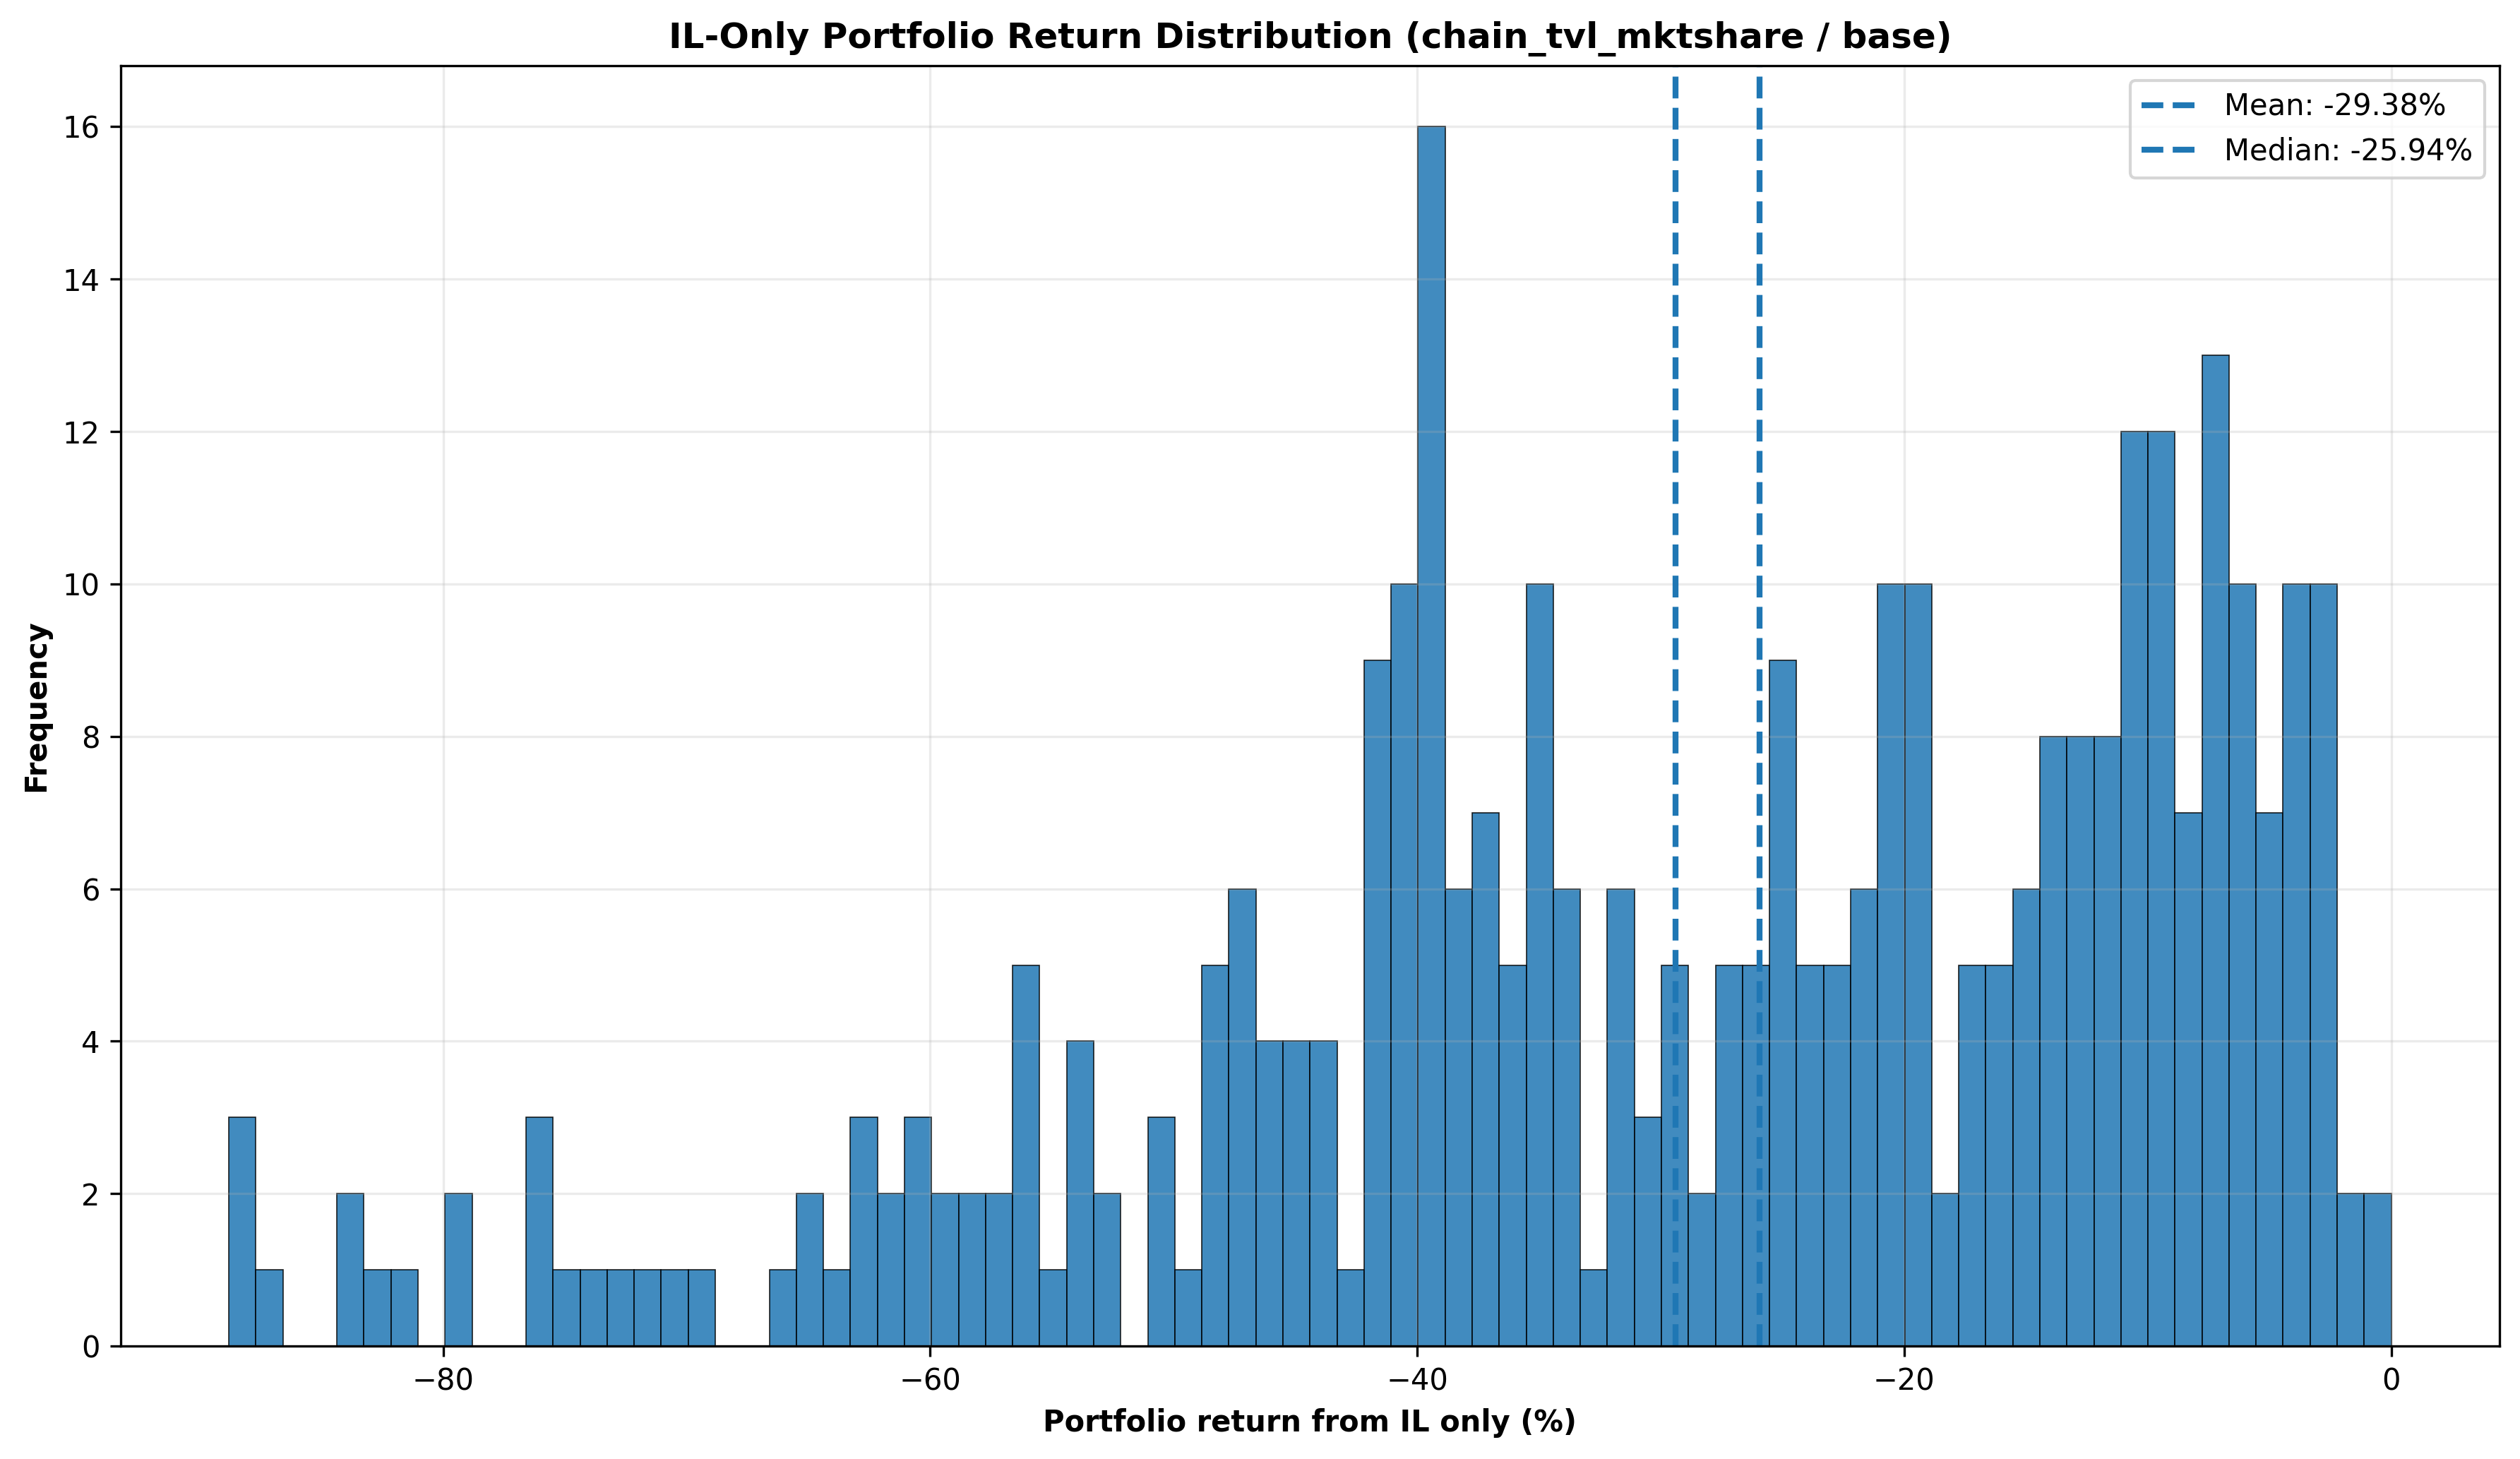 IL-Only Portfolio Return Distribution (chain_tvl_mktshare / base)
Mean: -29.38%
Median: -25.94%
16
14
12
10
8
6
4
2
0
Frequency
−80 −60 −40 −20 0
Portfolio return from IL only (%)